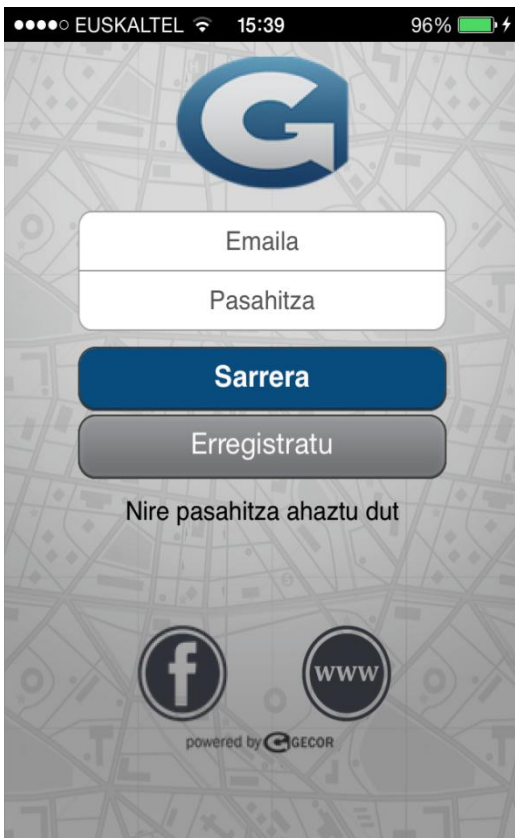 EUSKALTEL 15:39 96%
G
Emaila
Pasahitza
Sarrera
Erregistratu
Nire pasahitza ahaztu dut
f www
powered by GECOR